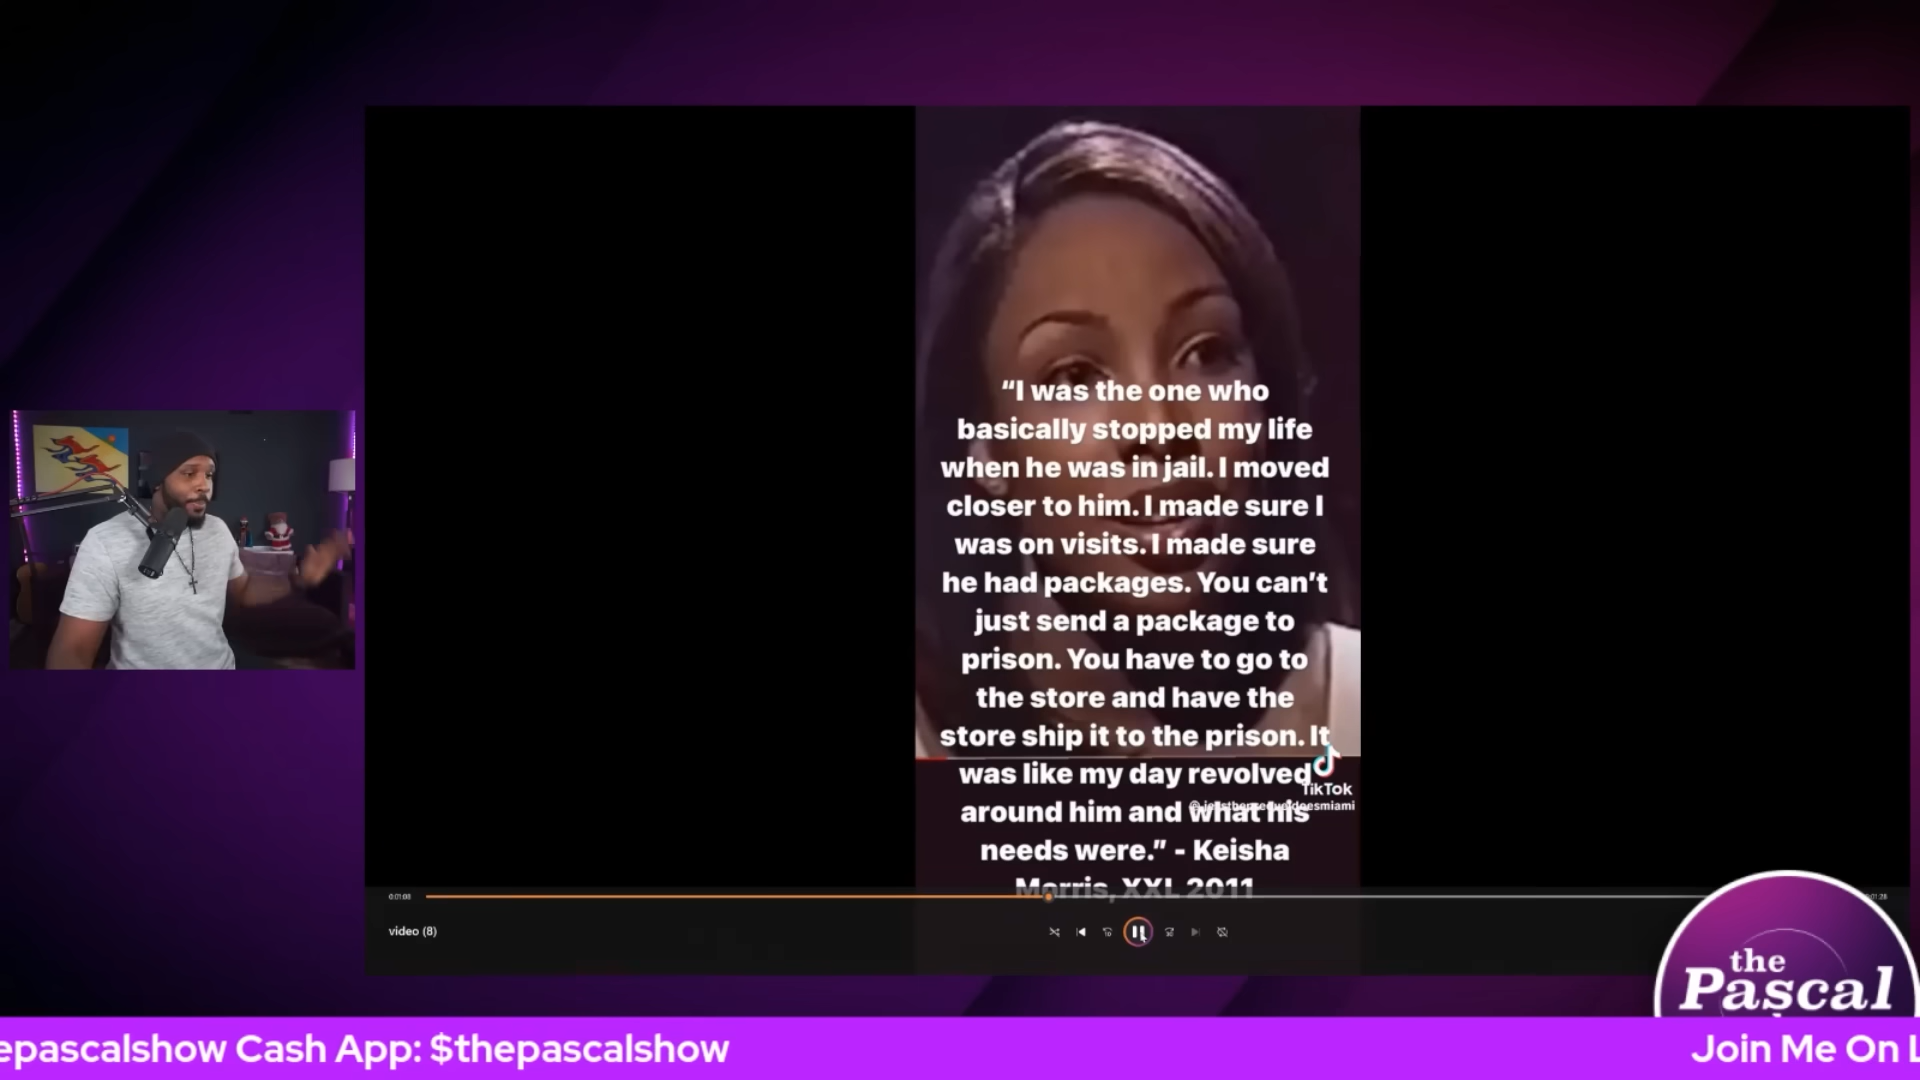 “I was the one who
basically stopped my life
when he was in jail. I moved
closer to him. I made sure I
was on visits. I made sure
he had packages. You can’t
just send a package to
prison. You have to go to
the store and have the
store ship it to the prison. It
was like my day revolved
TikTok
around him and what his
needs were.” - Keisha
Morris, XXL 2011
0:01:08
video (8)
the
Pascal
epascalshow Cash App: $thepascalshow
Join Me On L